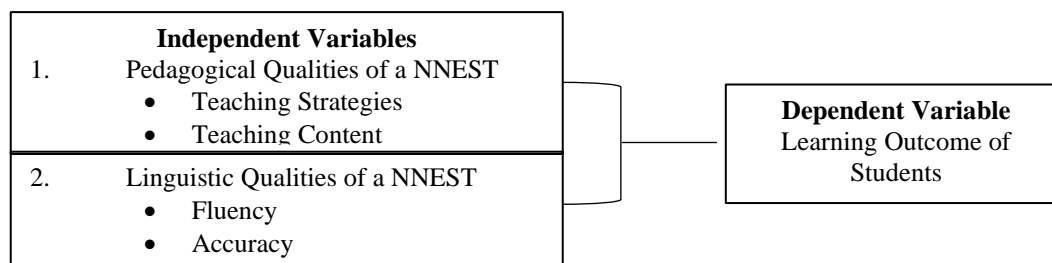 Independent Variables
1. Pedagogical Qualities of a NNEST
• Teaching Strategies
• Teaching Content
2. Linguistic Qualities of a NNEST
• Fluency
• Accuracy
Dependent Variable
Learning Outcome of
Students